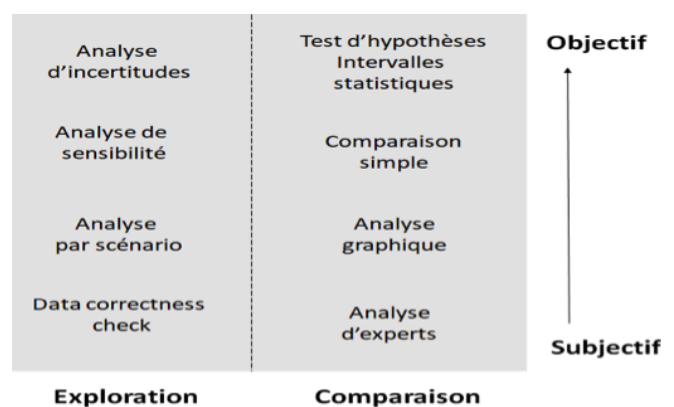 Analyse
d'incertitudes
Test d'hypothèses
Intervalles
statistiques
Objectif
Analyse de
sensibilité
Comparaison
simple
Analyse
par scénario
Analyse
graphique
Data correctness
check
Analyse
d'experts
Subjectif
Exploration
Comparaison